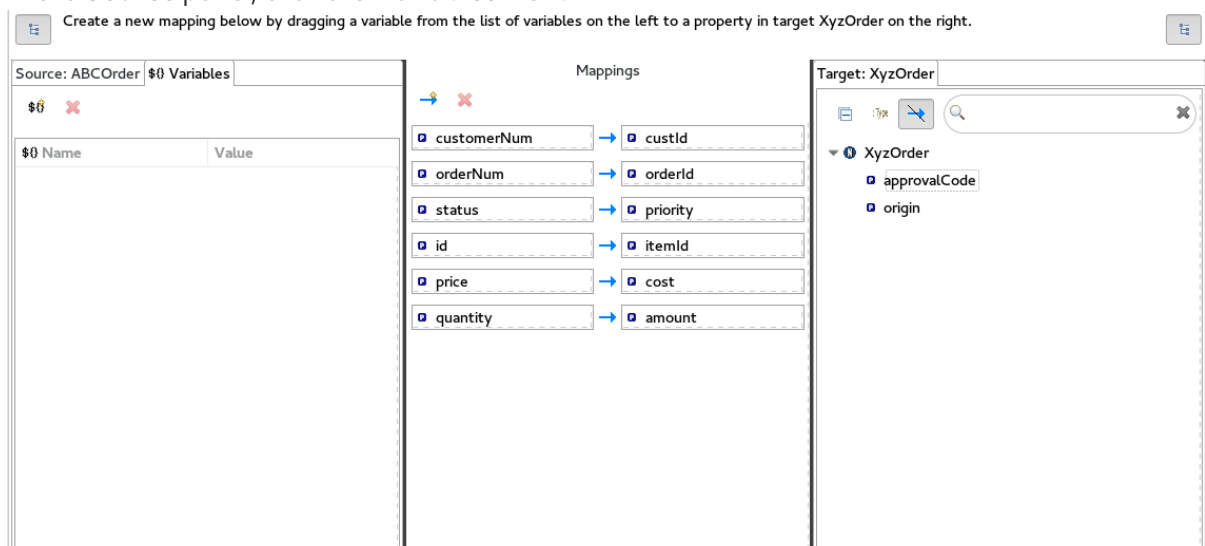 Create a new mapping below by dragging a variable from the list of variables on the left to a property in target XyzOrder on the right.
Source: ABCOrder ${} Variables
Mappings
Target: XyzOrder
${}
:Type
${} Name Value
customerNum custId
orderNum orderId
status priority
id itemId
price cost
quantity amount
XyzOrder
approvalCode
origin